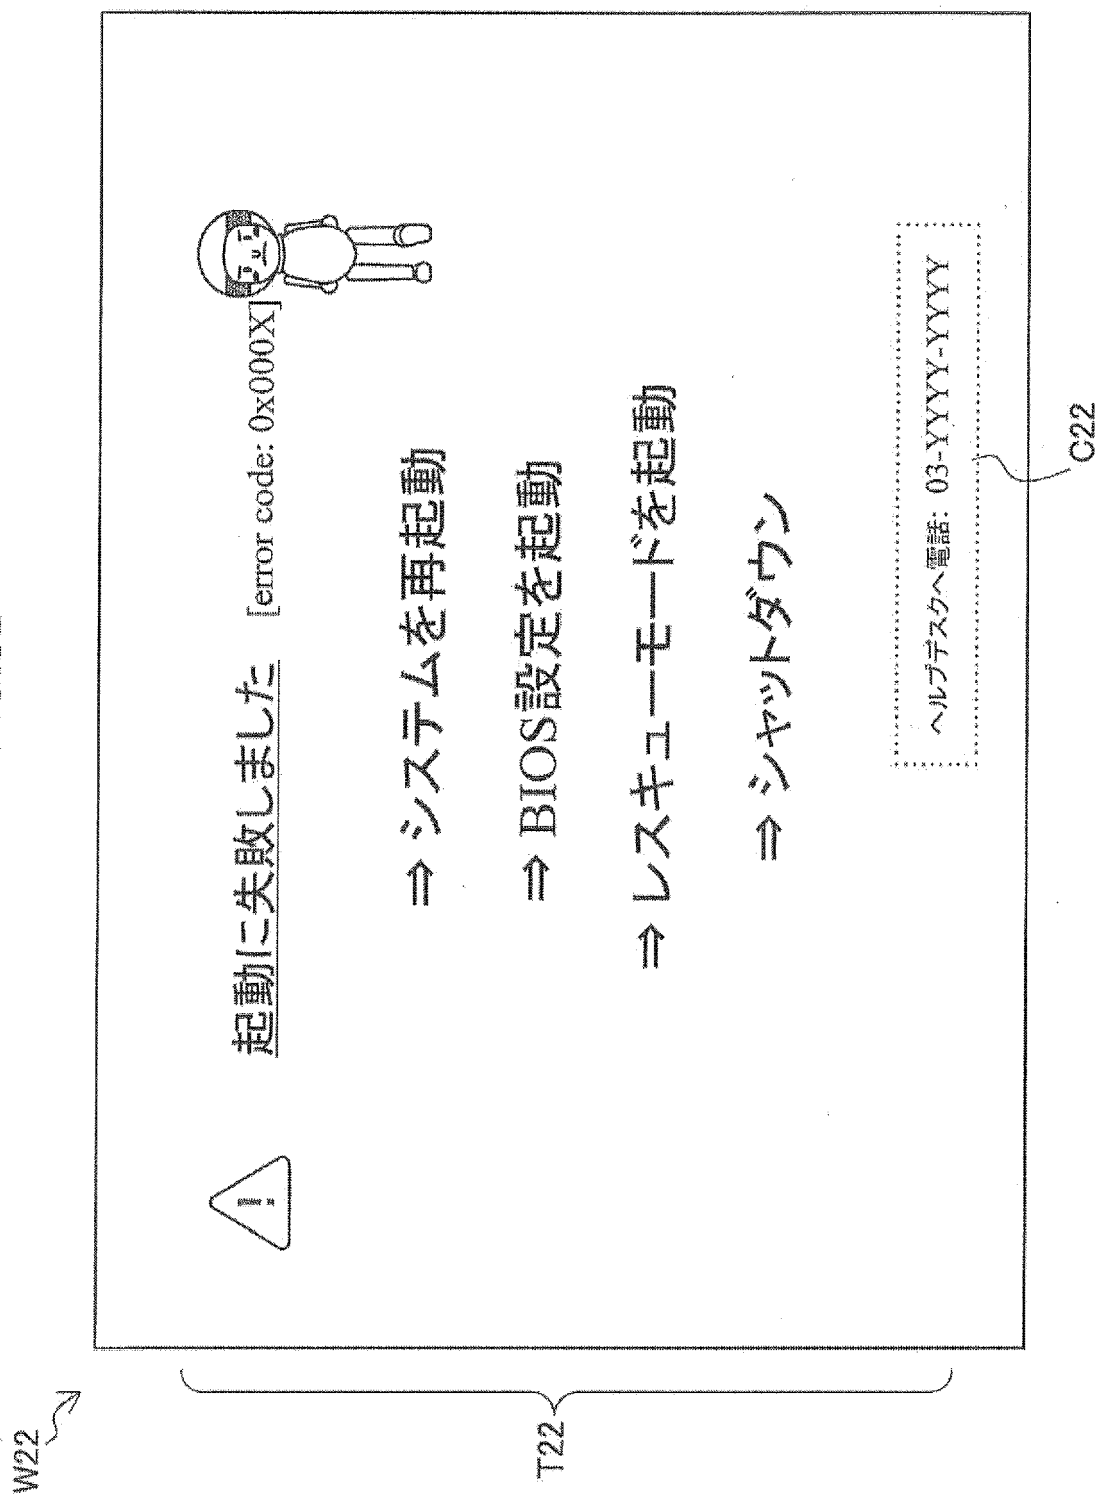 W22
起動に失敗しました [error code: 0x000X]
⇒ システムを再起動
⇒ BIOS設定を起動
⇒ レスキューモードを起動
⇒ シャットダウン
ヘルプデスクへ電話: 03-YYYY-YYYY
T22
C22